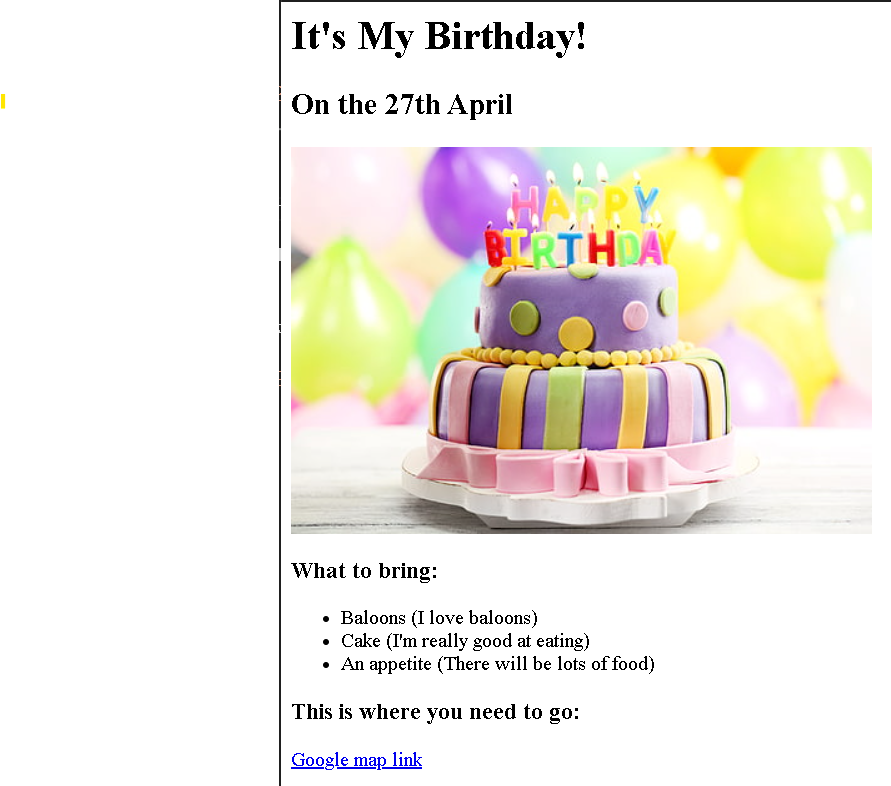 It's My Birthday!
On the 27th April
HAPPY
BIRTHDAY
What to bring:
Baloons (I love baloons)
Cake (I'm really good at eating)
An appetite (There will be lots of food)
This is where you need to go:
Google map link